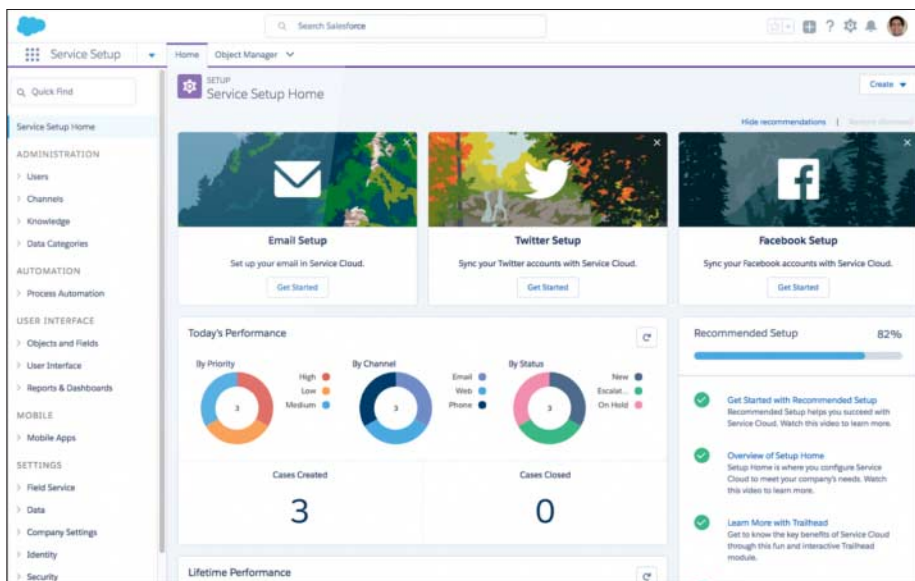 Search Salesforce
Service Setup
Home
Object Manager
Quick Find
Service Setup Home
ADMINISTRATION
Users
Channels
Knowledge
Data Categories
AUTOMATION
Process Automation
USER INTERFACE
Objects and Fields
User Interface
Reports & Dashboards
MOBILE
Mobile Apps
SETTINGS
Field Service
Data
Company Settings
Identity
Security
SETUP
Service Setup Home
Create
Hide recommendations |
Email Setup
Set up your email in Service Cloud.
Get Started
Twitter Setup
Sync your Twitter accounts with Service Cloud.
Get Started
Facebook Setup
Sync your Facebook accounts with Service Cloud.
Get Started
Today's Performance
By Priority
3
High
Low
Medium
By Channel
3
Email
Web
Phone
By Status
3
New
Escalat...
On Hold
Cases Created
3
Cases Closed
0
Lifetime Performance
Recommended Setup 82%
Get Started with Recommended Setup
Recommended Setup helps you succeed with
Service Cloud. Watch this video to learn more.
Overview of Setup Home
Setup Home is where you configure Service
Cloud to meet your company's needs. Watch
this video to learn more.
Learn More with Trailhead
Get to know the key benefits of Service Cloud
through this fun and interactive Trailhead
module.